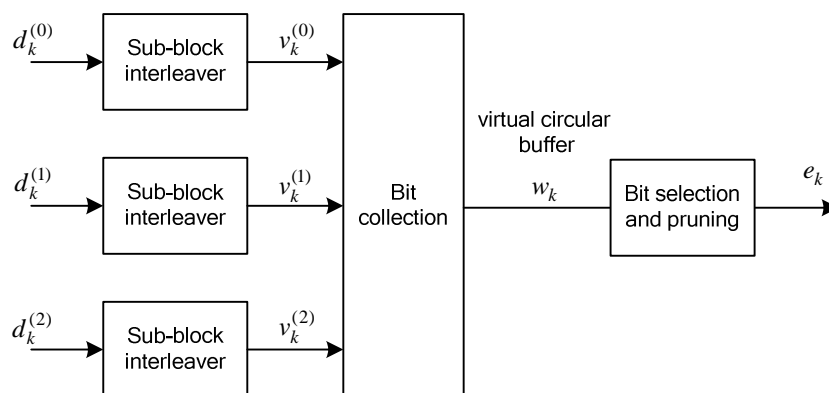 d_k^(0)
Sub-block
interleaver
v_k^(0)
d_k^(1)
Sub-block
interleaver
v_k^(1)
d_k^(2)
Sub-block
interleaver
v_k^(2)
Bit
collection
virtual circular
buffer
w_k
Bit selection
and pruning
e_k